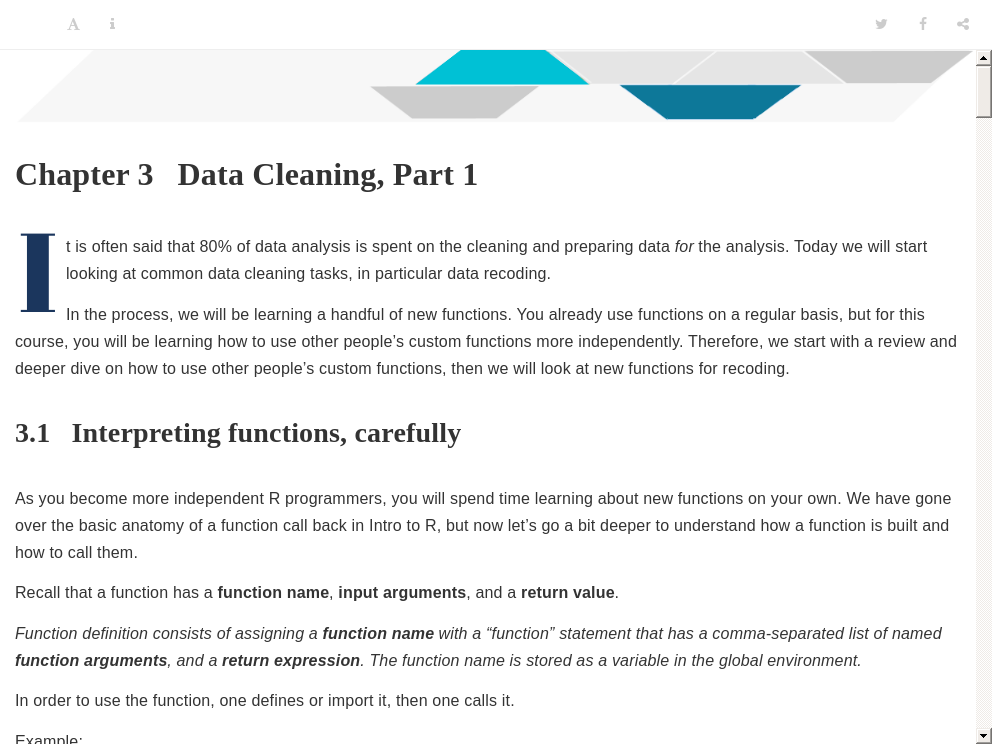 Chapter 3 Data Cleaning, Part 1
It is often said that 80% of data analysis is spent on the cleaning and preparing data for the analysis. Today we will start
looking at common data cleaning tasks, in particular data recoding.
In the process, we will be learning a handful of new functions. You already use functions on a regular basis, but for this
course, you will be learning how to use other people’s custom functions more independently. Therefore, we start with a review and
deeper dive on how to use other people’s custom functions, then we will look at new functions for recoding.
3.1 Interpreting functions, carefully
As you become more independent R programmers, you will spend time learning about new functions on your own. We have gone
over the basic anatomy of a function call back in Intro to R, but now let’s go a bit deeper to understand how a function is built and
how to call them.
Recall that a function has a function name, input arguments, and a return value.
Function definition consists of assigning a function name with a “function” statement that has a comma-separated list of named
function arguments, and a return expression. The function name is stored as a variable in the global environment.
In order to use the function, one defines or import it, then one calls it.
Example: